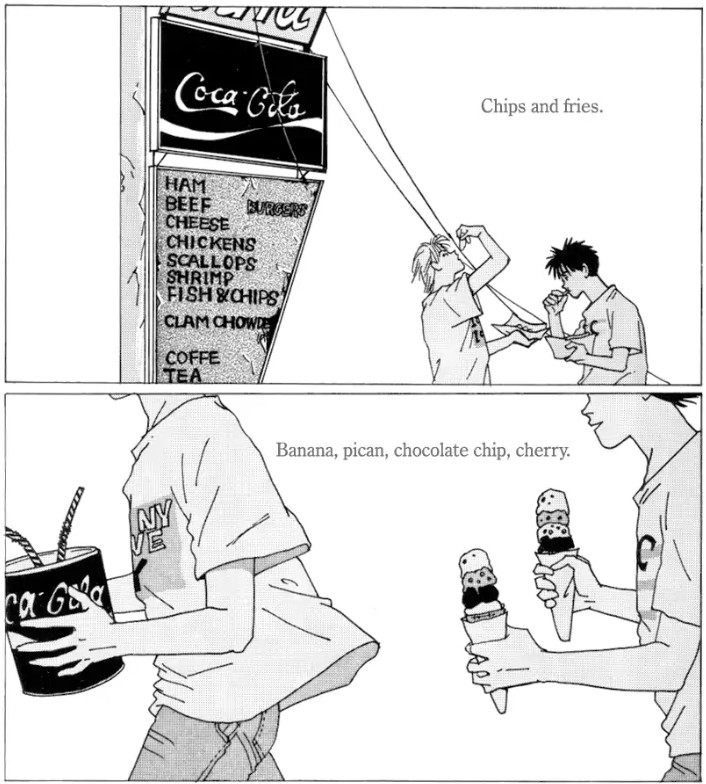 Coca-Cola
Chips and fries.
HAM
BEEF BURGERS
CHEESE
CHICKENS
SCALLOPS
SHRIMP
FISH & CHIPS
CLAM CHOWDE
COFFE
TEA
Banana, pican, chocolate chip, cherry.
NY
VE
ca-Cola
C